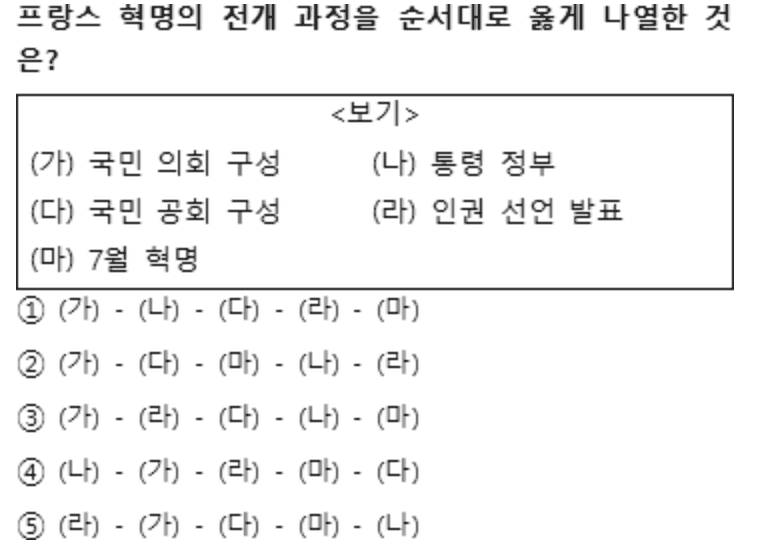 프랑스 혁명의 전개 과정을 순서대로 옳게 나열한 것
은?
<보기>
(가) 국민 의회 구성 (나) 통령 정부
(다) 국민 공회 구성 (라) 인권 선언 발표
(마) 7월 혁명
① (가) - (나) - (다) - (라) - (마)
② (가) - (다) - (마) - (나) - (라)
③ (가) - (라) - (다) - (나) - (마)
④ (나) - (가) - (라) - (마) - (다)
⑤ (라) - (가) - (다) - (마) - (나)